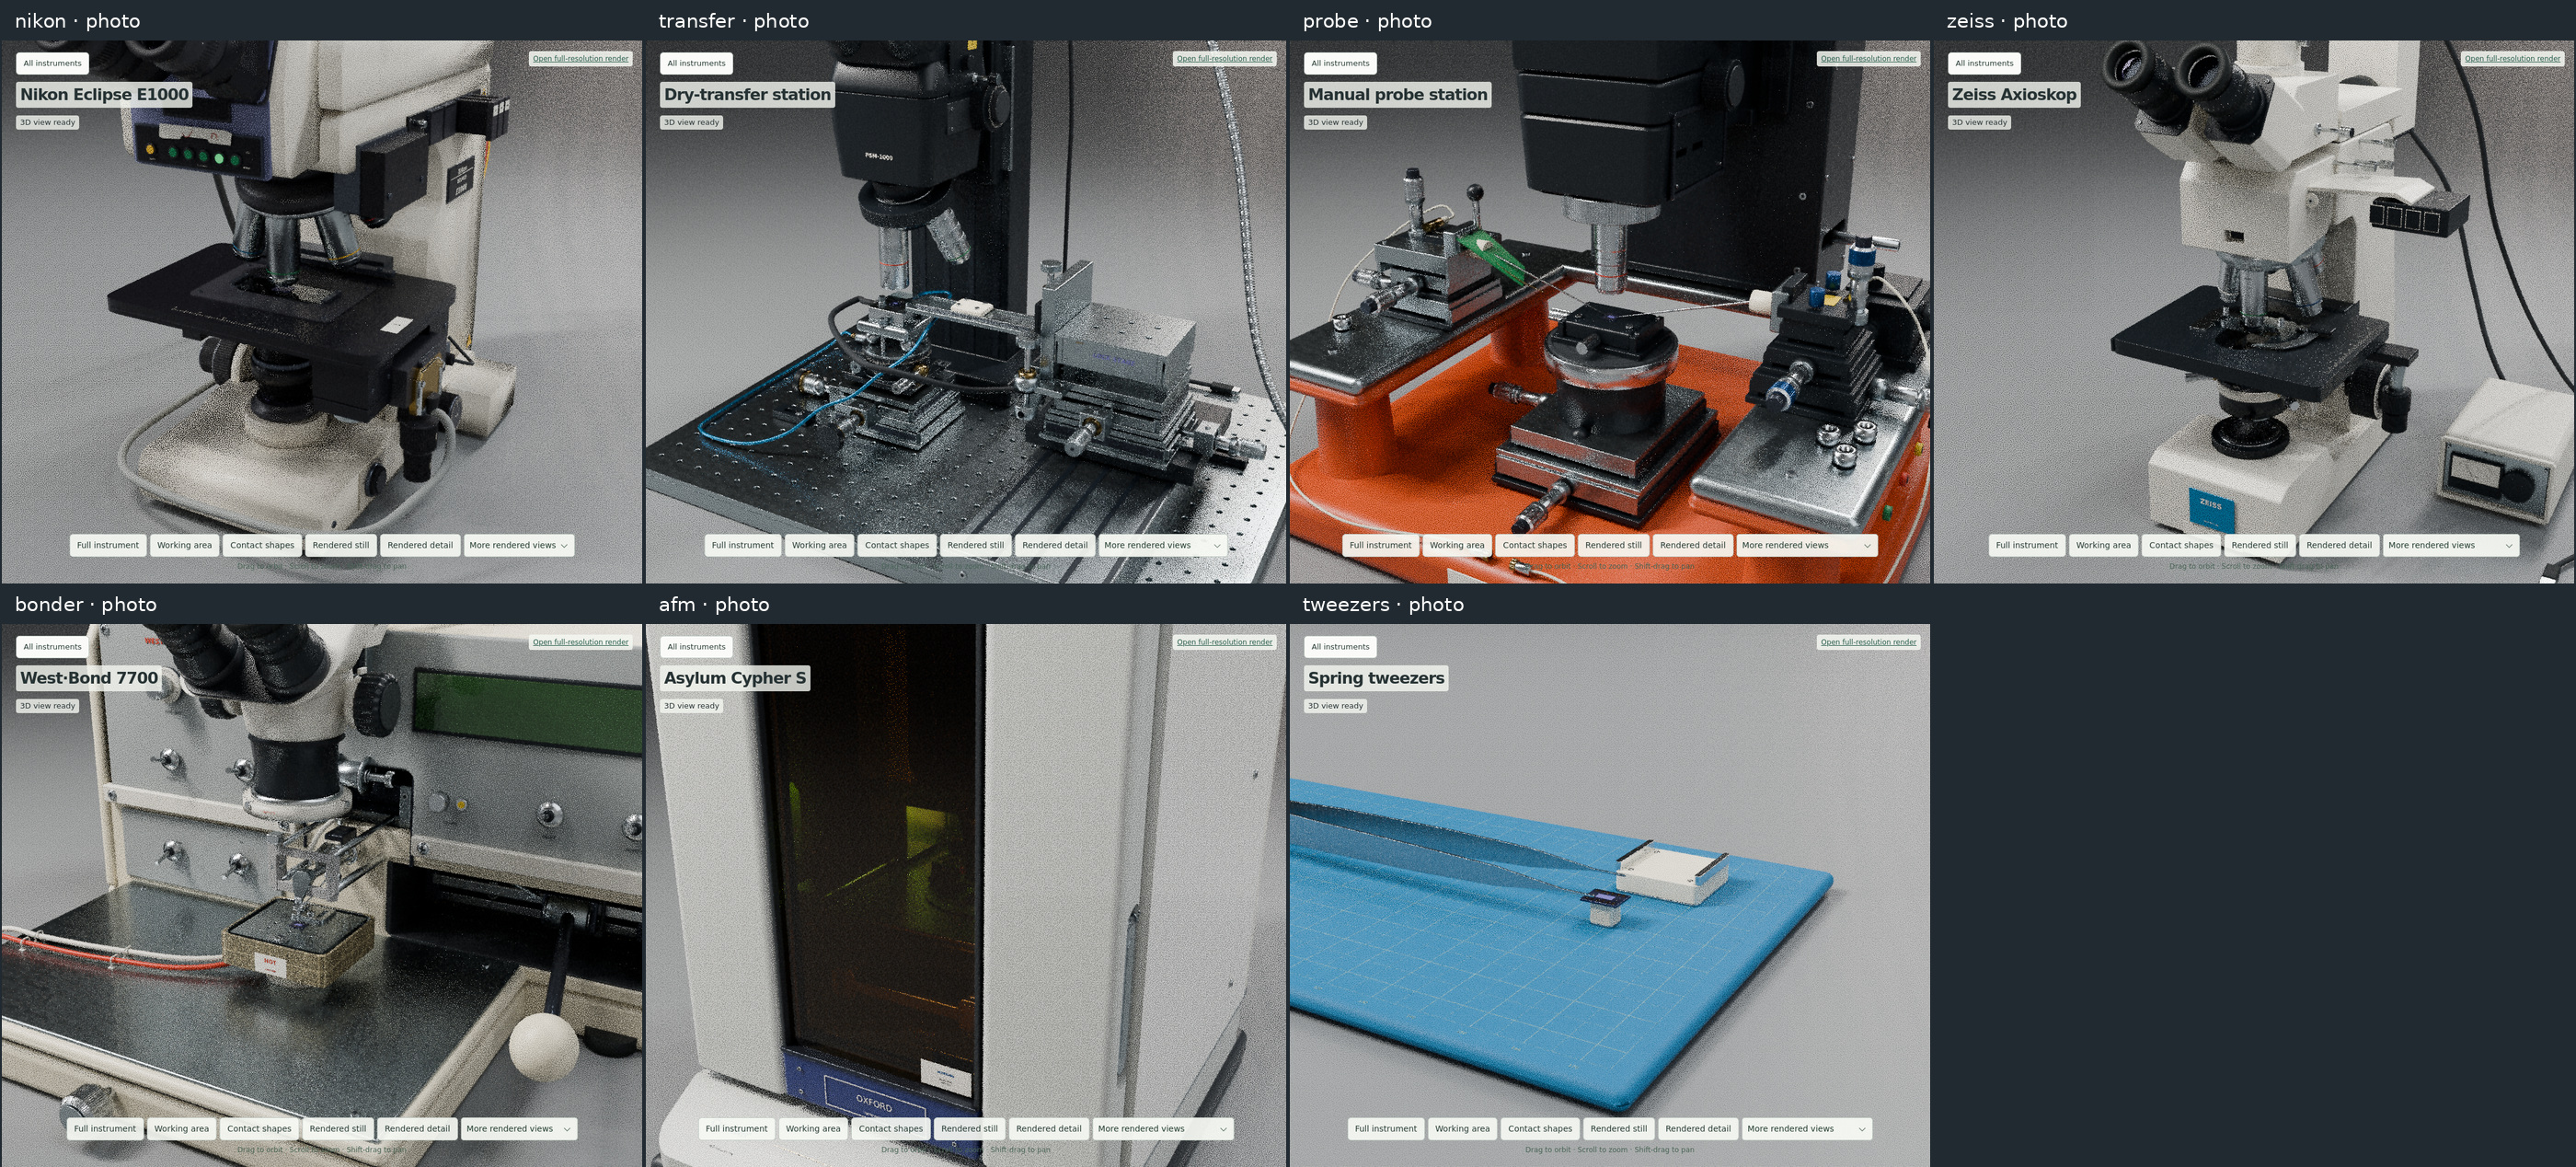 nikon · photo
All instruments
Open full-resolution render
Nikon Eclipse E1000
3D view ready
Full instrument
Working area
Contact shapes
Rendered still
Rendered detail
More rendered views
transfer · photo
All instruments
Open full-resolution render
Dry-transfer station
3D view ready
PSM-1000
Full instrument
Working area
Contact shapes
Rendered still
Rendered detail
More rendered views
probe · photo
All instruments
Open full-resolution render
Manual probe station
3D view ready
Full instrument
Working area
Contact shapes
Rendered still
Rendered detail
More rendered views
zeiss · photo
All instruments
Open full-resolution render
Zeiss Axioskop
3D view ready
ZEISS
Full instrument
Working area
Contact shapes
Rendered still
Rendered detail
More rendered views
bonder · photo
All instruments
Open full-resolution render
West·Bond 7700
3D view ready
HOT
Full instrument
Working area
Contact shapes
Rendered still
Rendered detail
More rendered views
afm · photo
All instruments
Open full-resolution render
Asylum Cypher S
3D view ready
OXFORD
Full instrument
Working area
Contact shapes
Rendered still
Rendered detail
More rendered views
tweezers · photo
All instruments
Open full-resolution render
Spring tweezers
3D view ready
Full instrument
Working area
Contact shapes
Rendered still
Rendered detail
More rendered views
Drag to orbit · Scroll to zoom · Shift-drag to pan